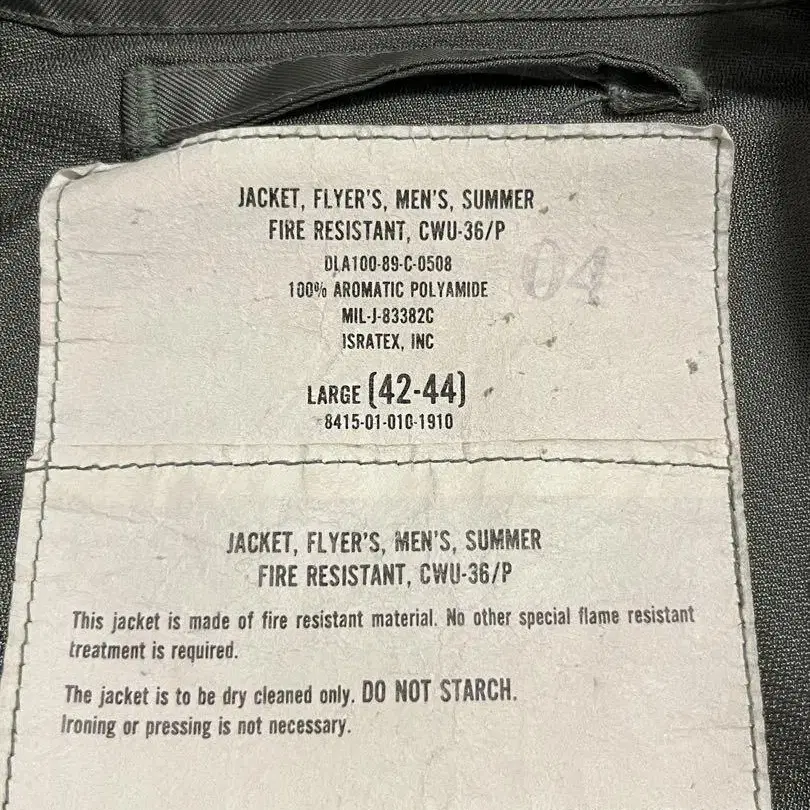 JACKET, FLYER'S, MEN'S, SUMMER
FIRE RESISTANT, CWU-36/P
DLA100-89-C-0508
100% AROMATIC POLYAMIDE
04
MIL-J-83382C
ISRATEX, INC
LARGE (42-44)
8415-01-010-1910
JACKET, FLYER'S, MEN'S, SUMMER
FIRE RESISTANT, CWU-36/P
This jacket is made of fire resistant material. No other special flame resistant
treatment is required.
The jacket is to be dry cleaned only. DO NOT STARCH.
Ironing or pressing is not necessary.